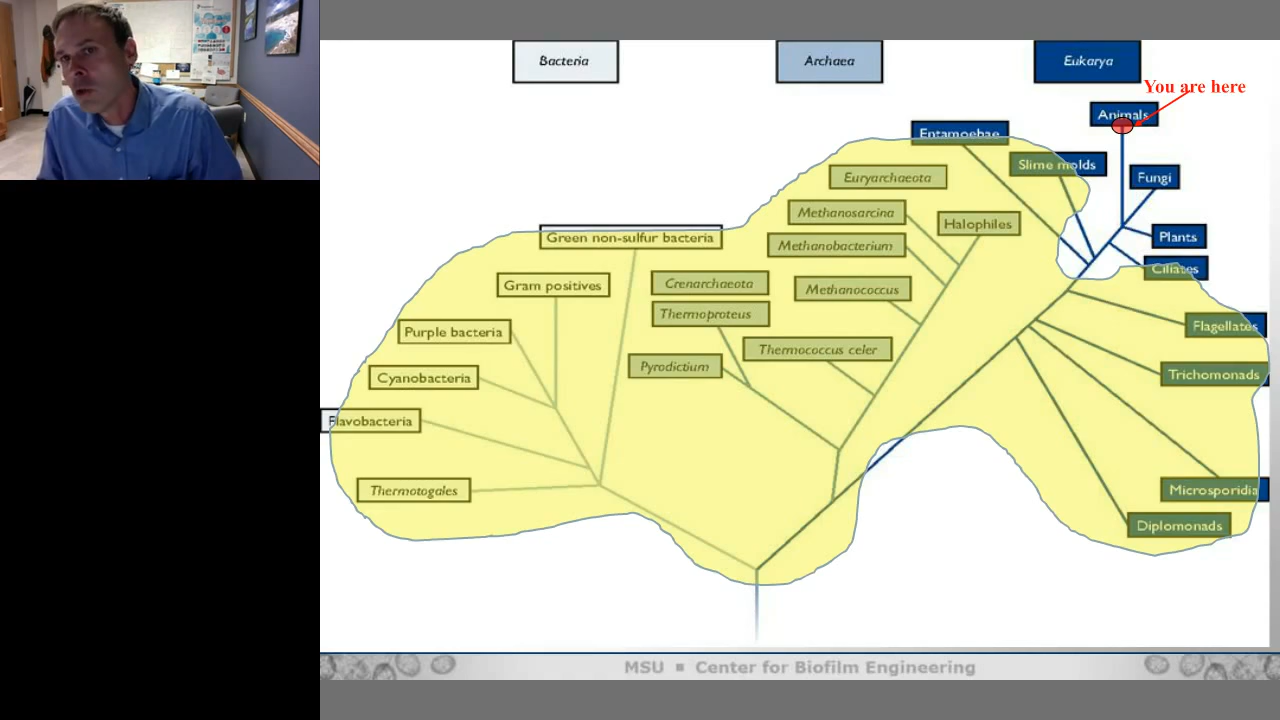 Bacteria
Archaea
Eukarya
You are here
Animals
Entamoebae
Slime molds
Euryarchaeota
Fungi
Methanosarcina
Halophiles
Green non-sulfur bacteria
Methanobacterium
Plants
Ciliates
Gram positives
Crenarchaeota
Methanococcus
Thermoproteus
Flagellates
Purple bacteria
Thermococcus celer
Pyrodictium
Trichomonads
Cyanobacteria
Flavobacteria
Thermotogales
Microsporidia
Diplomonads
MSU ▪ Center for Biofilm Engineering